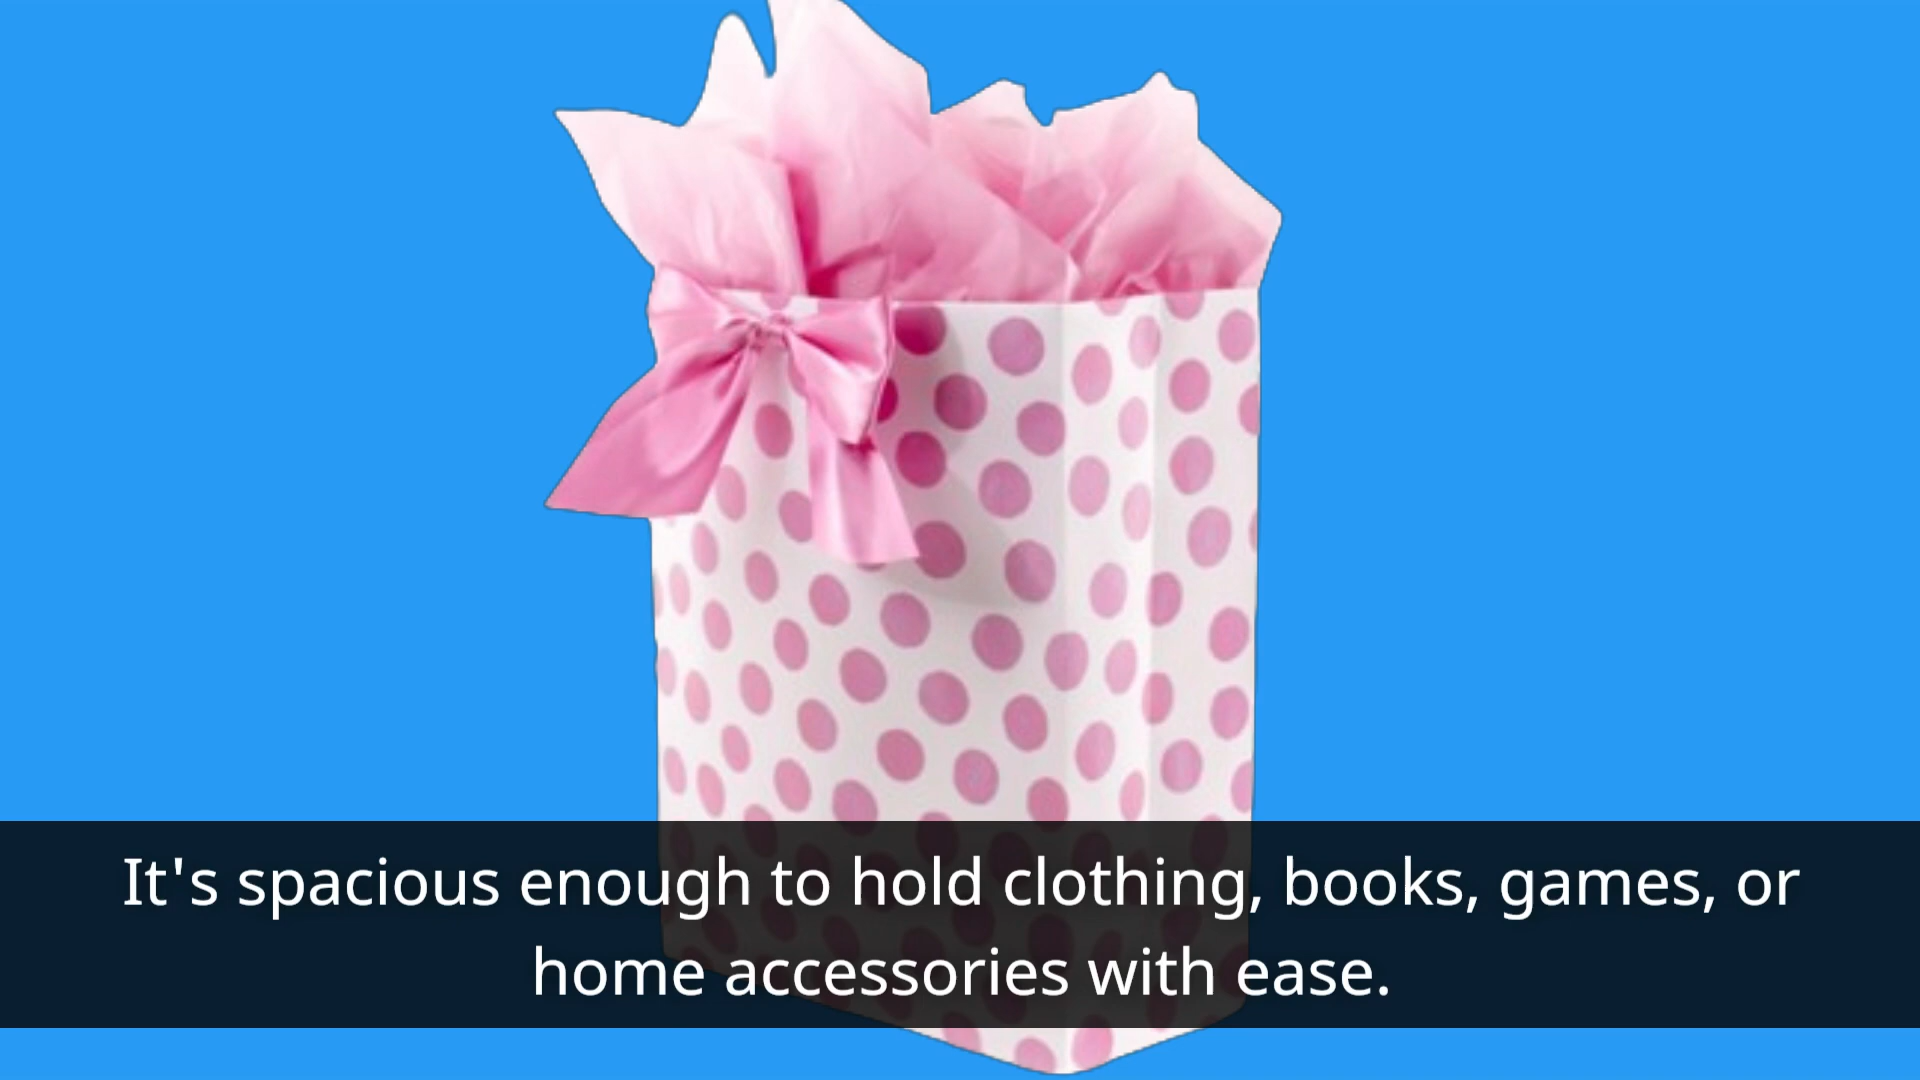 It's spacious enough to hold clothing, books, games, or
home accessories with ease.